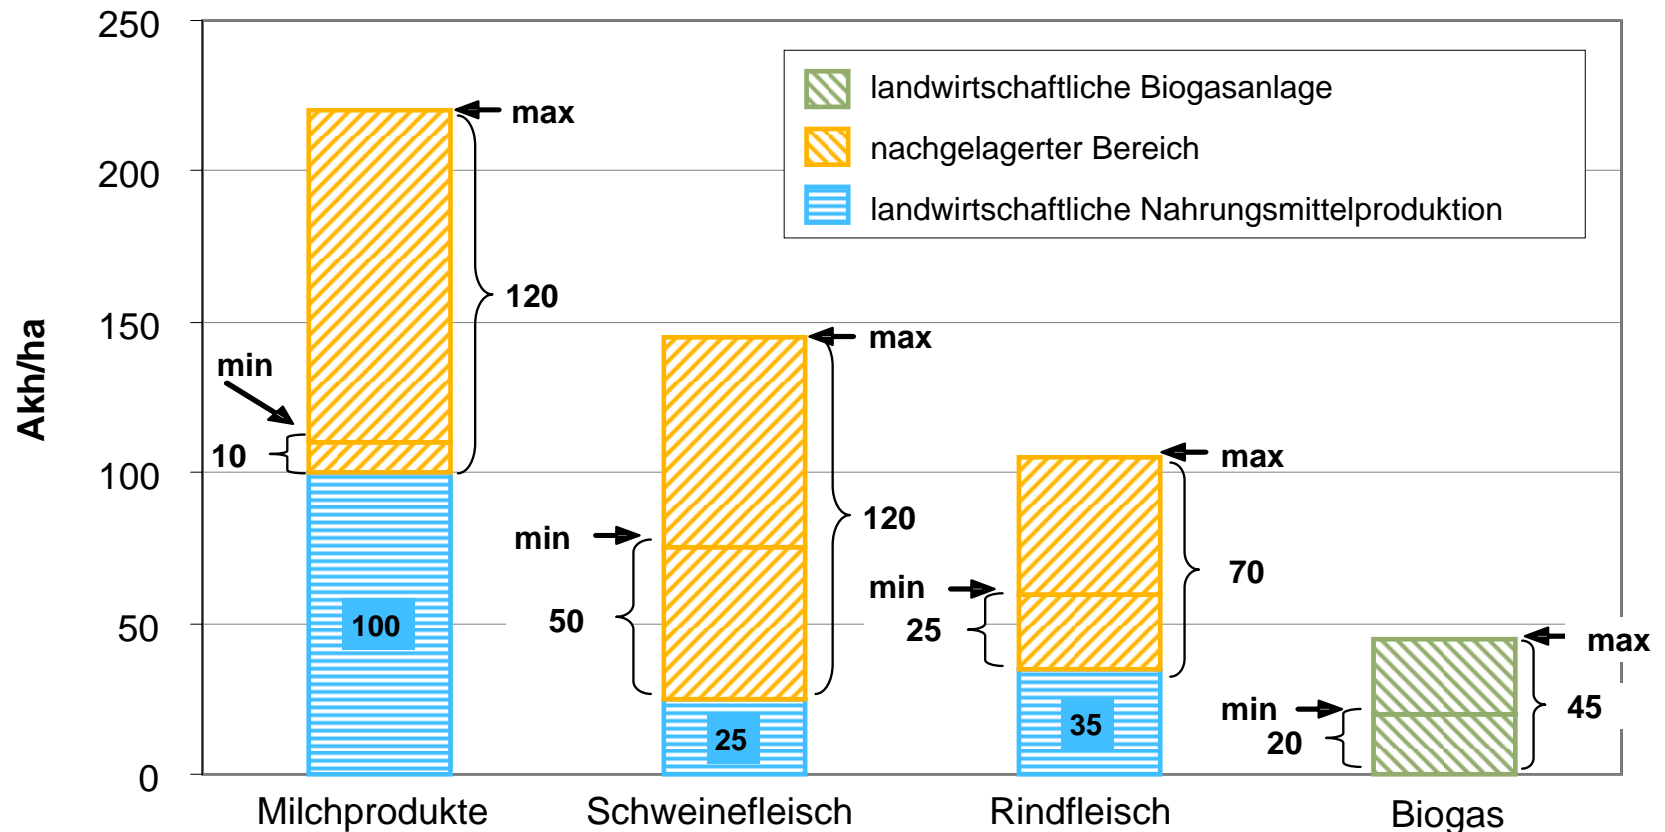 250
200
150
100
50
0
Akh/ha
landwirtschaftliche Biogasanlage
nachgelagerter Bereich
landwirtschaftliche Nahrungsmittelproduktion
max
120
min
10
100
max
120
min
50
25
max
70
min
25
35
max
45
min
20
Milchprodukte
Schweinefleisch
Rindfleisch
Biogas